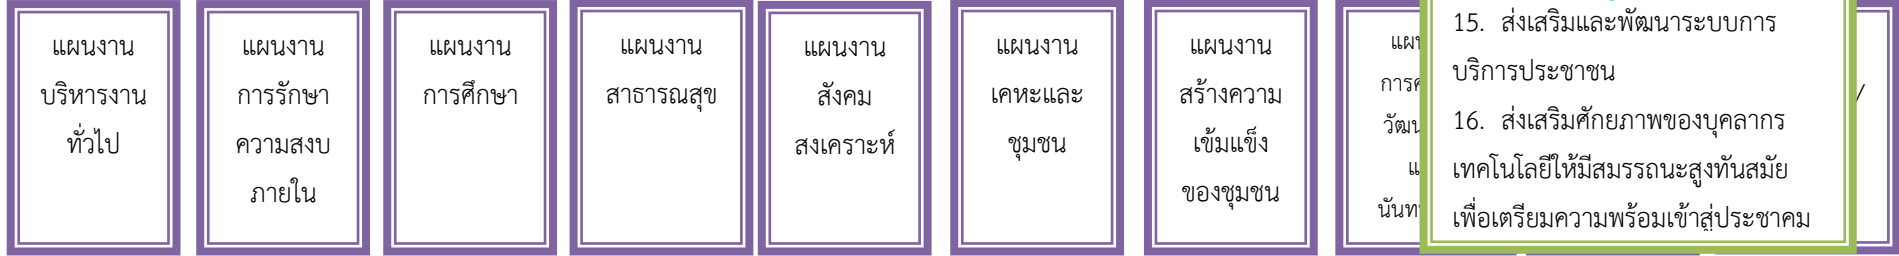 แผนงาน
บริหารงาน
ทั่วไป
แผนงาน
การรักษา
ความสงบ
ภายใน
แผนงาน
การศึกษา
แผนงาน
สาธารณสุข
แผนงาน
สังคม
สงเคราะห์
แผนงาน
เคหะและ
ชุมชน
แผนงาน
สร้างความ
เข้มแข็ง
ของชุมชน
15. ส่งเสริมและพัฒนาระบบการ
บริการประชาชน
16. ส่งเสริมศักยภาพของบุคลากร
เทคโนโลยีให้มีสมรรถนะสูงทันสมัย
เพื่อเตรียมความพร้อมเข้าสู่ประชาคม
/